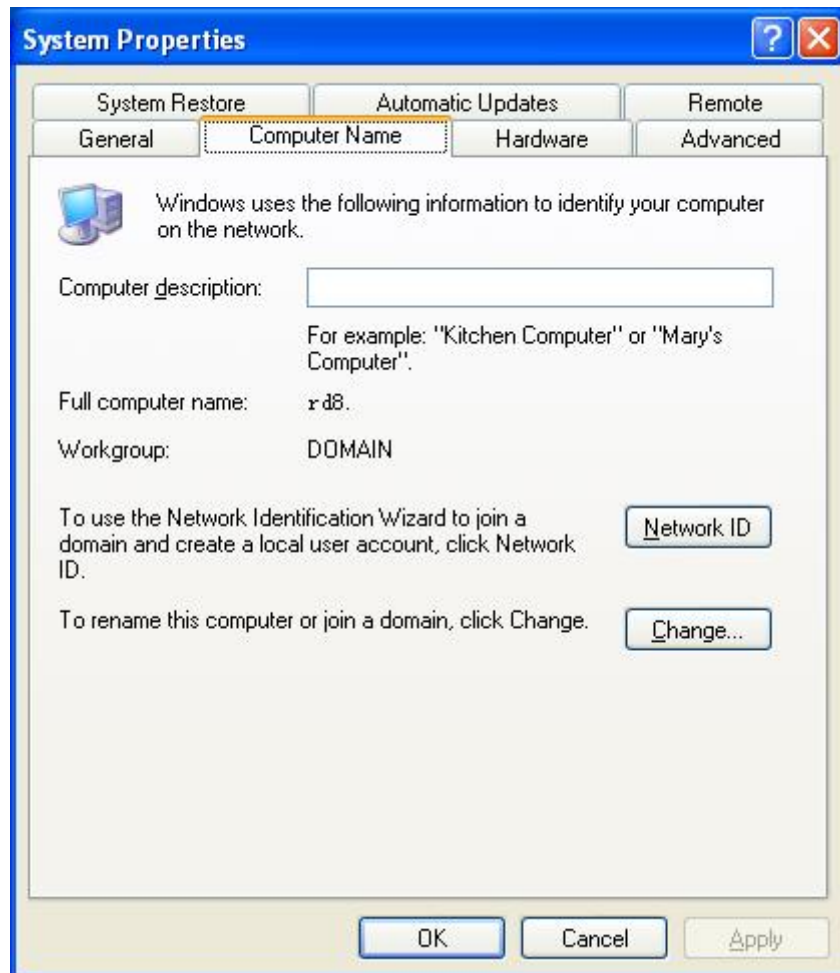 System Properties
System Restore Automatic Updates Remote
General Computer Name Hardware Advanced
Windows uses the following information to identify your computer
on the network.
Computer description:
For example: "Kitchen Computer" or "Mary's
Computer".
Full computer name: rd8.
Workgroup: DOMAIN
To use the Network Identification Wizard to join a
domain and create a local user account, click Network
ID.
Network ID
To rename this computer or join a domain, click Change.
Change...
OK Cancel Apply